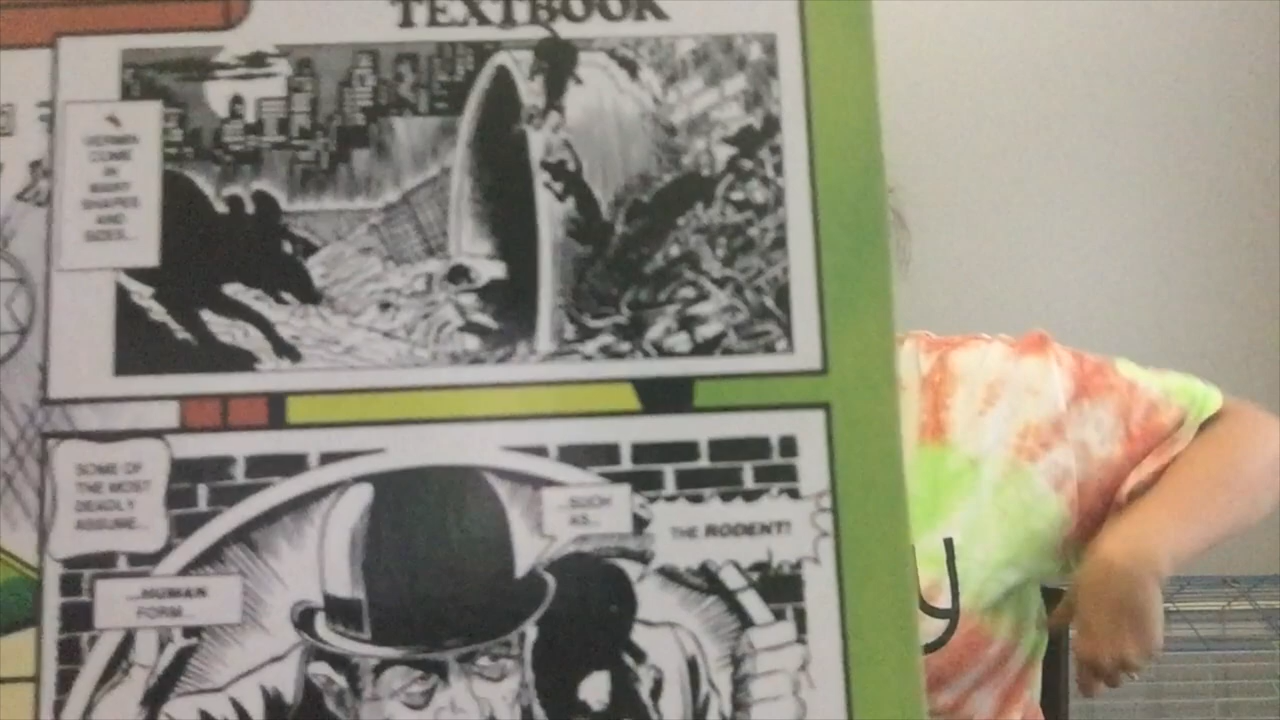 TEXTBOOK
VERMIN
COME
IN
MANY
SHAPES
AND
SIZES...
SOME OF
THE MOST
DEADLY
ASSUME...
...HUMAN
FORM...
...SUCH
AS...
THE RODENT!
y